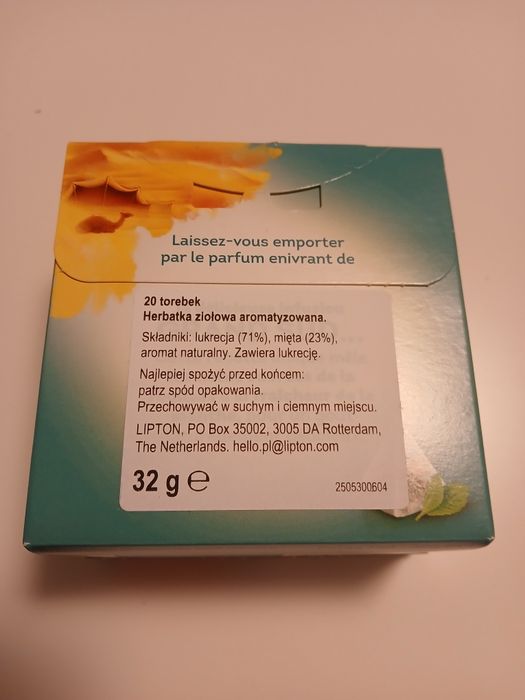 Laissez-vous emporter
par le parfum enivrant de
20 torebek
Herbatka ziołowa aromatyzowana.
Składniki: lukrecja (71%), mięta (23%),
aromat naturalny. Zawiera lukrecję.
Najlepiej spożyć przed końcem:
patrz spód opakowania.
Przechowywać w suchym i ciemnym miejscu.
LIPTON, PO Box 35002, 3005 DA Rotterdam,
The Netherlands. hello.pl@lipton.com
32 g ℮
2505300604